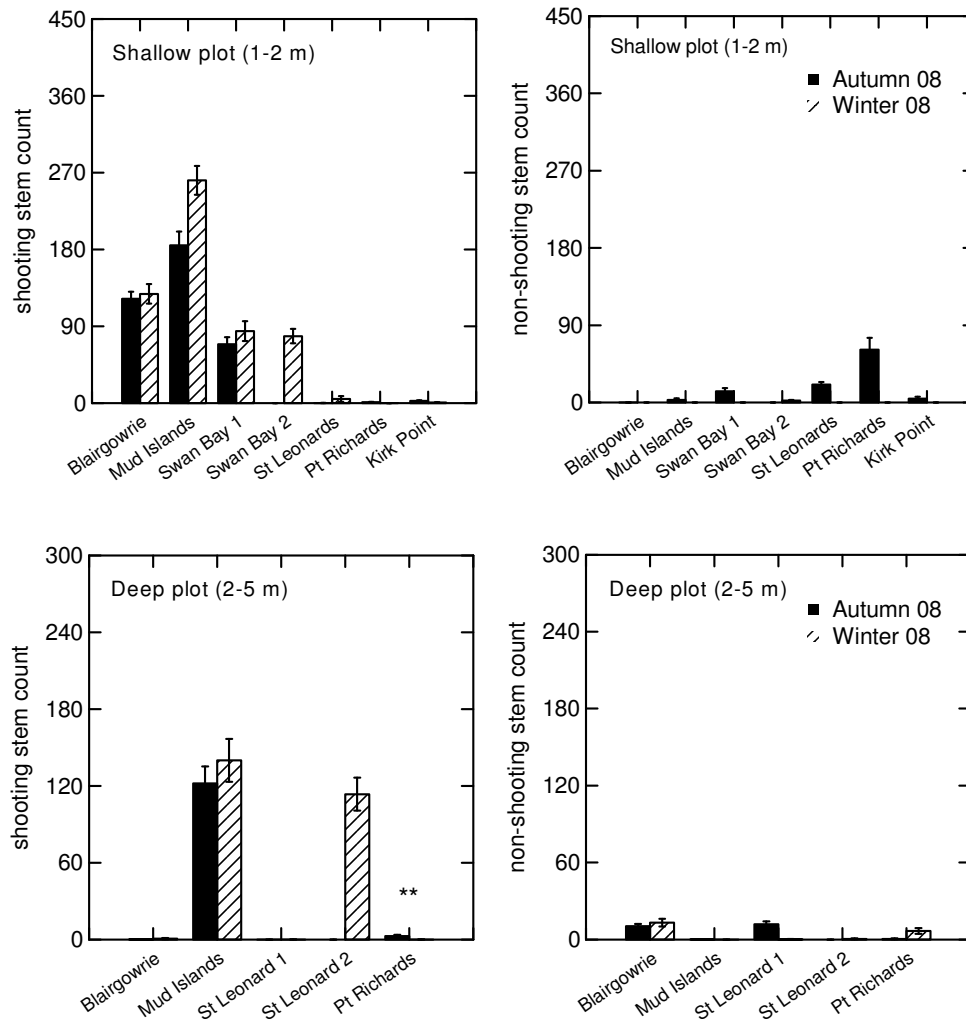 450
360
270
180
90
0
shooting stem count
Shallow plot (1-2 m)
Blairgowrie
Mud Islands
Swan Bay 1
Swan Bay 2
St Leonards
Pt Richards
Kirk Point
450
360
270
180
90
0
non-shooting stem count
Shallow plot (1-2 m)
Autumn 08
Winter 08
Blairgowrie
Mud Islands
Swan Bay 1
Swan Bay 2
St Leonards
Pt Richards
Kirk Point
300
240
180
120
60
0
shooting stem count
Deep plot (2-5 m)
**
Blairgowrie
Mud Islands
St Leonard 1
St Leonard 2
Pt Richards
300
240
180
120
60
0
non-shooting stem count
Deep plot (2-5 m)
Autumn 08
Winter 08
Blairgowrie
Mud Islands
St Leonard 1
St Leonard 2
Pt Richards